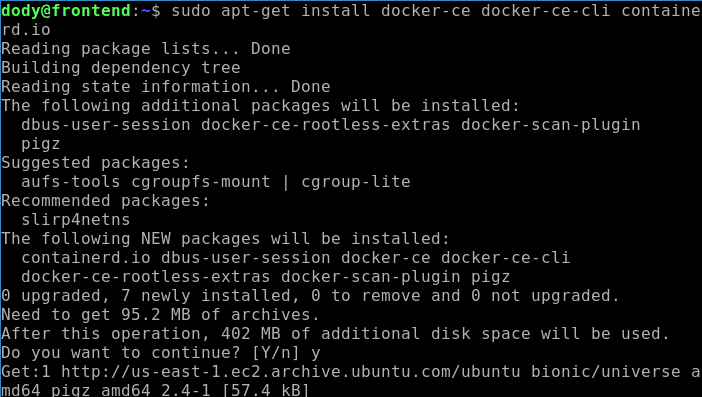 dody@frontend:~$ sudo apt-get install docker-ce docker-ce-cli containe
rd.io
Reading package lists... Done
Building dependency tree
Reading state information... Done
The following additional packages will be installed:
  dbus-user-session docker-ce-rootless-extras docker-scan-plugin
  pigz
Suggested packages:
  aufs-tools cgroupfs-mount | cgroup-lite
Recommended packages:
  slirp4netns
The following NEW packages will be installed:
  containerd.io dbus-user-session docker-ce docker-ce-cli
  docker-ce-rootless-extras docker-scan-plugin pigz
0 upgraded, 7 newly installed, 0 to remove and 0 not upgraded.
Need to get 95.2 MB of archives.
After this operation, 402 MB of additional disk space will be used.
Do you want to continue? [Y/n] y
Get:1 http://us-east-1.ec2.archive.ubuntu.com/ubuntu bionic/universe a
md64 pigz amd64 2.4-1 [57.4 kB]